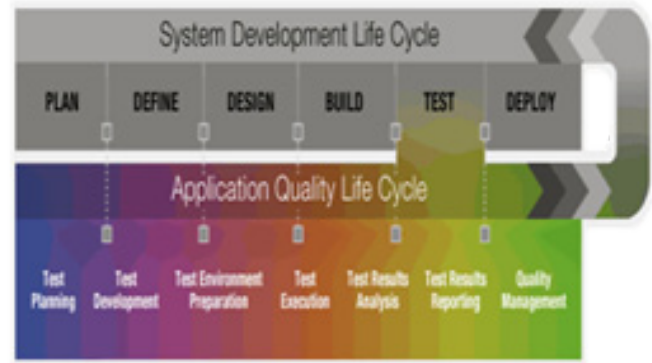 System Development Life Cycle
PLAN DEFINE DESIGN BUILD TEST DEPLOY
Application Quality Life Cycle
Test Test Test Environment Test Test Results Test Results Quality
Planning Development Preparation Execution Analysis Reporting Management